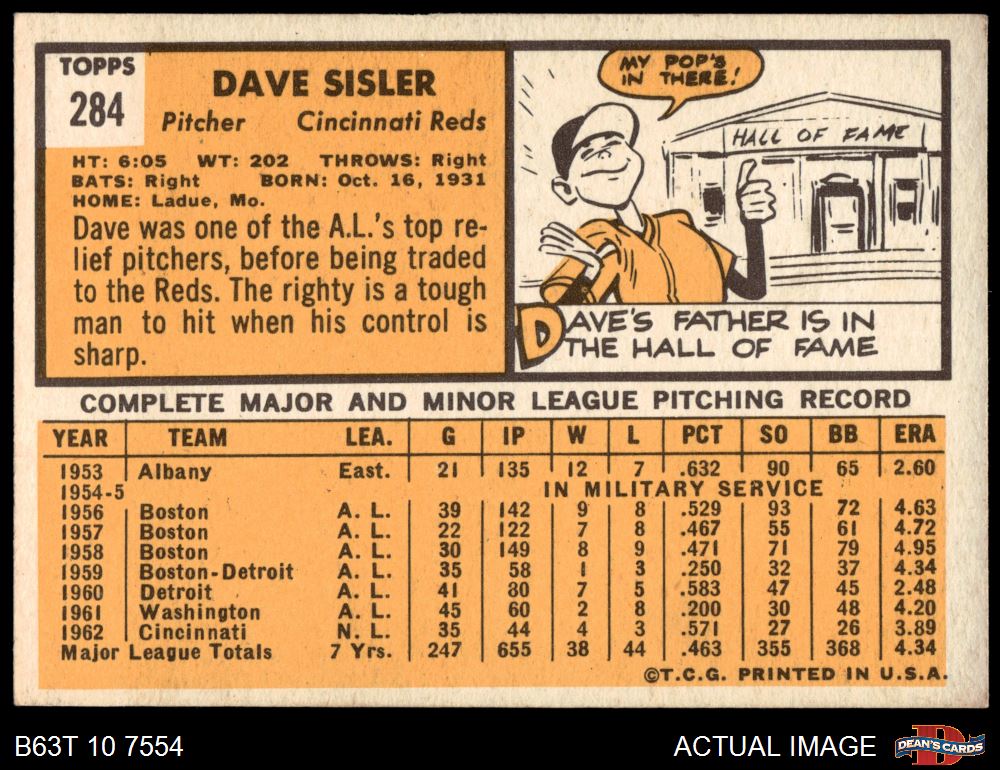 TOPPS
284
DAVE SISLER
Pitcher Cincinnati Reds
HT: 6:05 WT: 202 THROWS: Right
BATS: Right BORN: Oct. 16, 1931
HOME: Ladue, Mo.
Dave was one of the A.L.'s top re-
lief pitchers, before being traded
to the Reds. The righty is a tough
man to hit when his control is
sharp.
MY POP'S
IN THERE!
HALL OF FAME
DAVE'S FATHER IS IN
THE HALL OF FAME
COMPLETE MAJOR AND MINOR LEAGUE PITCHING RECORD
YEAR TEAM LEA. G IP W L PCT SO BB ERA
1953 Albany East. 21 135 12 7 .632 90 65 2.60
1954-5 IN MILITARY SERVICE
1956 Boston A. L. 39 142 9 8 .529 93 72 4.63
1957 Boston A. L. 22 122 7 8 .467 55 61 4.72
1958 Boston A. L. 30 149 8 9 .471 71 79 4.95
1959 Boston-Detroit A. L. 35 58 1 3 .250 32 37 4.34
1960 Detroit A. L. 41 80 7 5 .583 47 45 2.48
1961 Washington A. L. 45 60 2 8 .200 30 48 4.20
1962 Cincinnati N. L. 35 44 4 3 .571 27 26 3.89
Major League Totals 7 Yrs. 247 655 38 44 .463 355 368 4.34
©T.C.G. PRINTED IN U.S.A.
B63T 10 7554
ACTUAL IMAGE
D
DEAN'S CARDS